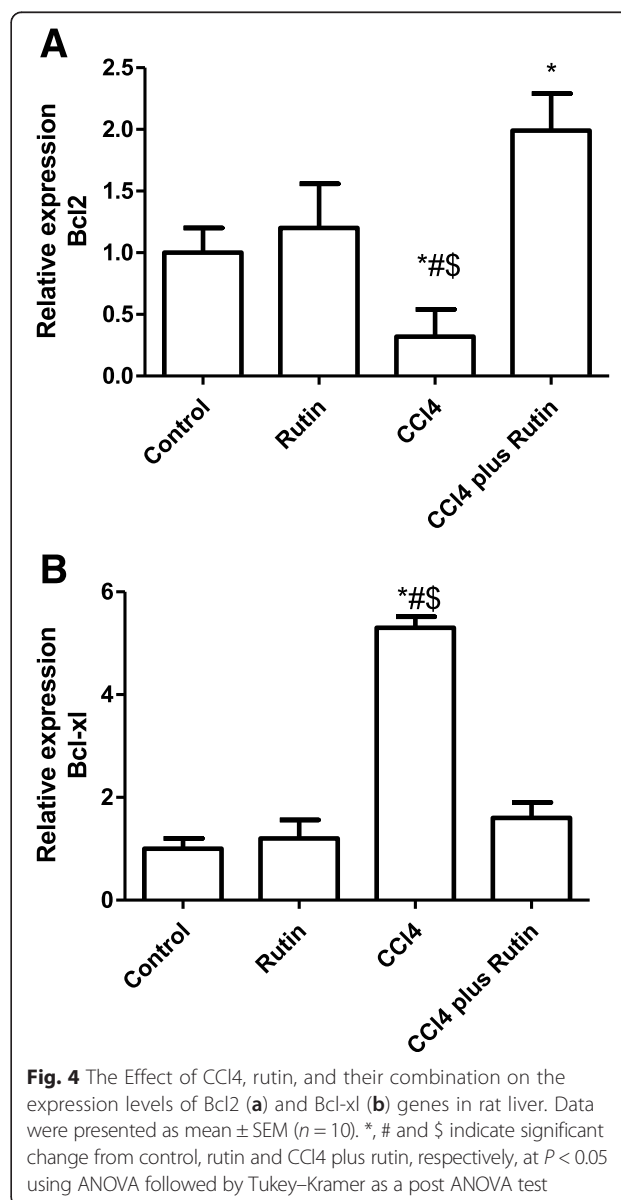 A
Relative expression
Bcl2
2.5
2.0
1.5
1.0
0.5
0.0
*#$
*
Control
Rutin
CCl4
CCl4 plus Rutin
B
Relative expression
Bcl-xl
6
4
2
0
*#$
Control
Rutin
CCl4
CCl4 plus Rutin
Fig. 4 The Effect of CCl4, rutin, and their combination on the
expression levels of Bcl2 (a) and Bcl-xl (b) genes in rat liver. Data
were presented as mean ± SEM (n = 10). *, # and $ indicate significant
change from control, rutin and CCl4 plus rutin, respectively, at P < 0.05
using ANOVA followed by Tukey–Kramer as a post ANOVA test